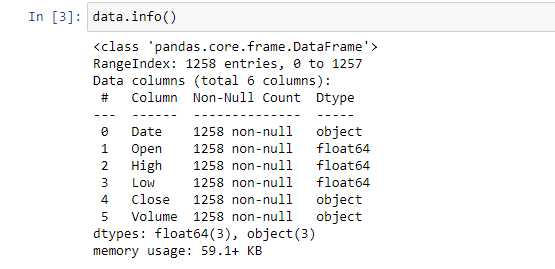 In [3]: data.info()
<class 'pandas.core.frame.DataFrame'>
RangeIndex: 1258 entries, 0 to 1257
Data columns (total 6 columns):
 #   Column  Non-Null Count  Dtype
---  ------  --------------  -----
 0   Date    1258 non-null   object
 1   Open    1258 non-null   float64
 2   High    1258 non-null   float64
 3   Low     1258 non-null   float64
 4   Close   1258 non-null   object
 5   Volume  1258 non-null   object
dtypes: float64(3), object(3)
memory usage: 59.1+ KB